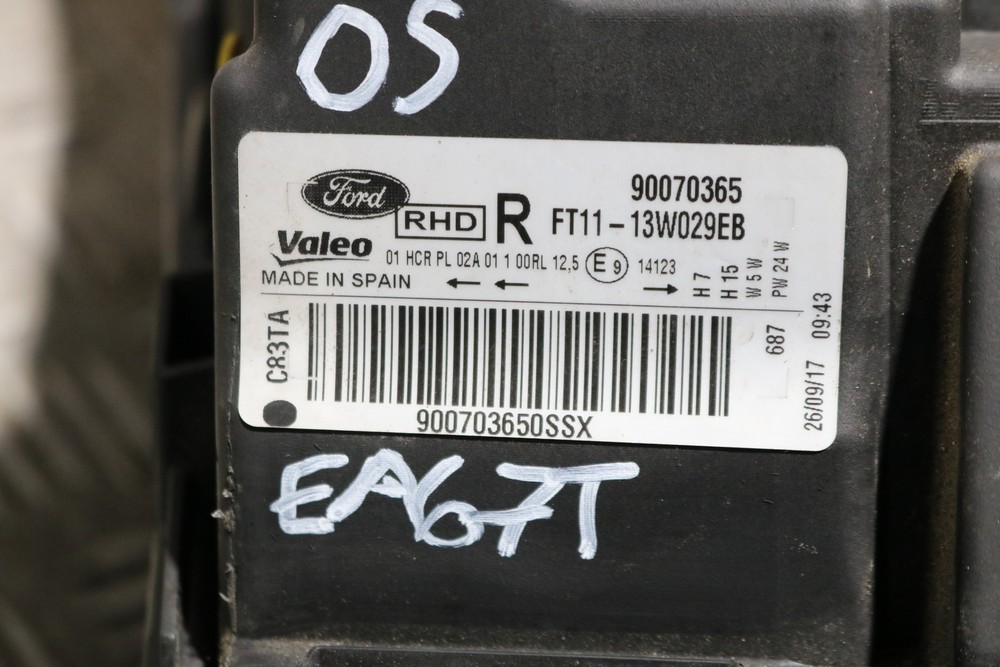 OS
Ford
RHD R
90070365
FT11-13W029EB
Valeo
01 HCR PL 02A 01 1 00RL 12,5 E9 14123
MADE IN SPAIN
H 7
H 15
W 5 W
PW 24 W
C83TA
687
26/09/17 09:43
900703650SSX
EA67T